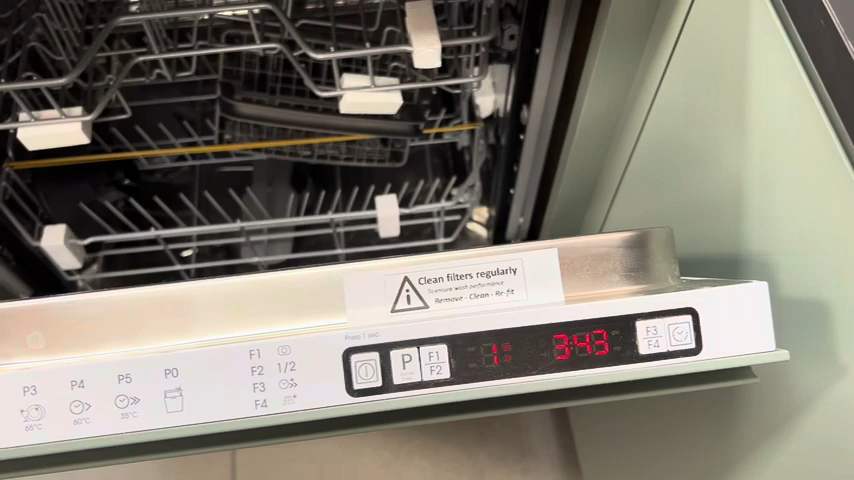 Clean filters regularly
To ensure wash performance
Remove - Clean - Re-fit
Press 1 sec.
P3
65°C
P4
60°C
P5
35°C
P0
F1
F2 1/2
F3
F4
P
F1
F2
1
3:43
F3
F4